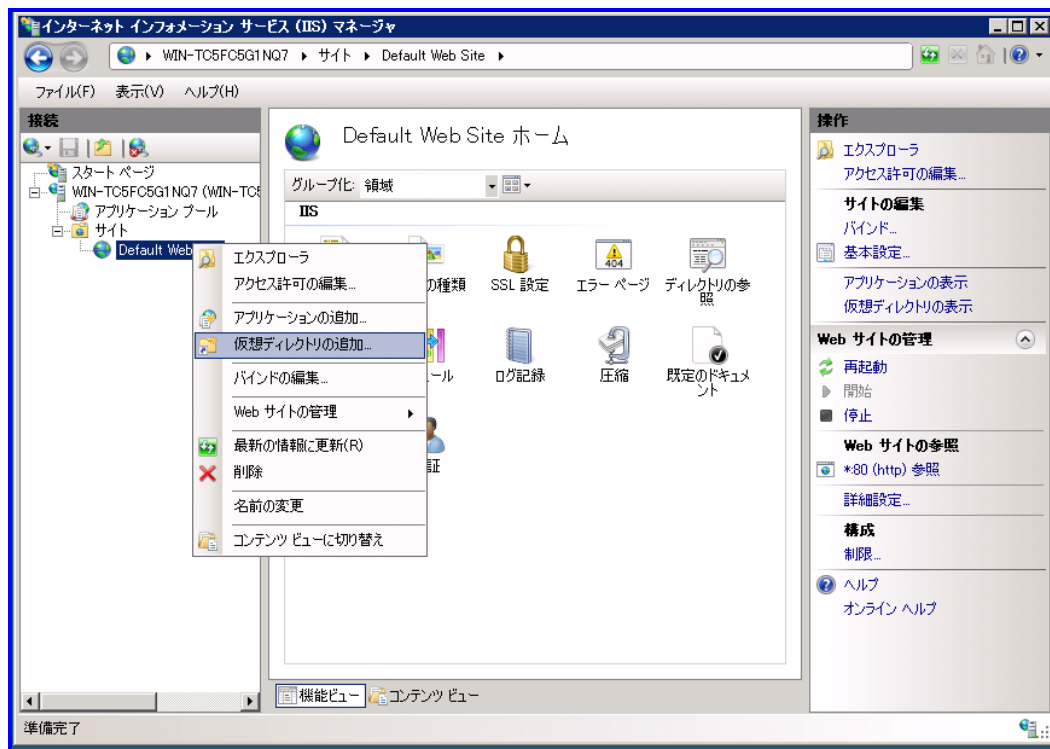 インターネット インフォメーション サービス (IIS) マネージャ
WIN-TC5FC5G1NQ7 サイト Default Web Site
ファイル(F) 表示(V) ヘルプ(H)
接続
スタート ページ
WIN-TC5FC5G1NQ7 (WIN-TC5
アプリケーション プール
サイト
Default Web
エクスプローラ
アクセス許可の編集...
アプリケーションの追加...
仮想ディレクトリの追加...
バインドの編集...
Web サイトの管理
最新の情報に更新(R)
削除
名前の変更
コンテンツ ビューに切り替え
Default Web Site ホーム
グループ化: 領域
IIS
の種類
SSL 設定
404
エラー ページ
ディレクトリの参照
ール
ログ記録
圧縮
既定のドキュメント
証
機能ビュー
コンテンツ ビュー
操作
エクスプローラ
アクセス許可の編集...
サイトの編集
バインド...
基本設定...
アプリケーションの表示
仮想ディレクトリの表示
Web サイトの管理
再起動
開始
停止
Web サイトの参照
*:80 (http) 参照
詳細設定...
構成
制限...
ヘルプ
オンライン ヘルプ
準備完了